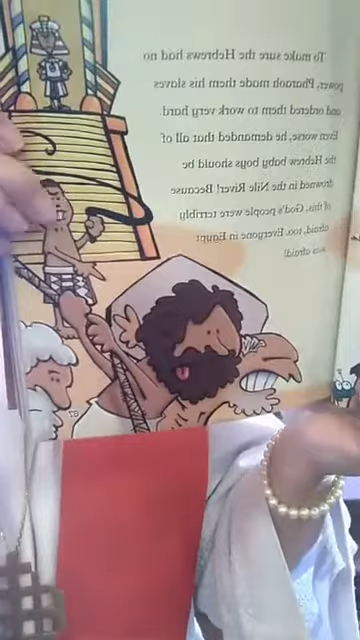 To make sure the Hebrews had no
power, Pharaoh made them his slaves
and ordered them to work very hard.
Even worse, he demanded that all of
the Hebrew baby boys should be
drowned in the Nile River! Because
of this, God's people were terribly
afraid, too. Everyone in Egypt
was afraid!
67